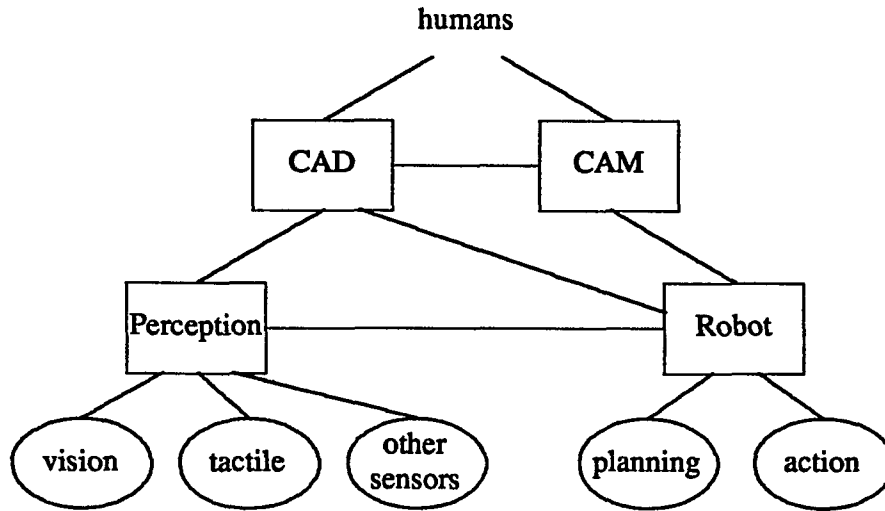 humans
CAD
CAM
Perception
Robot
vision
tactile
other
sensors
planning
action